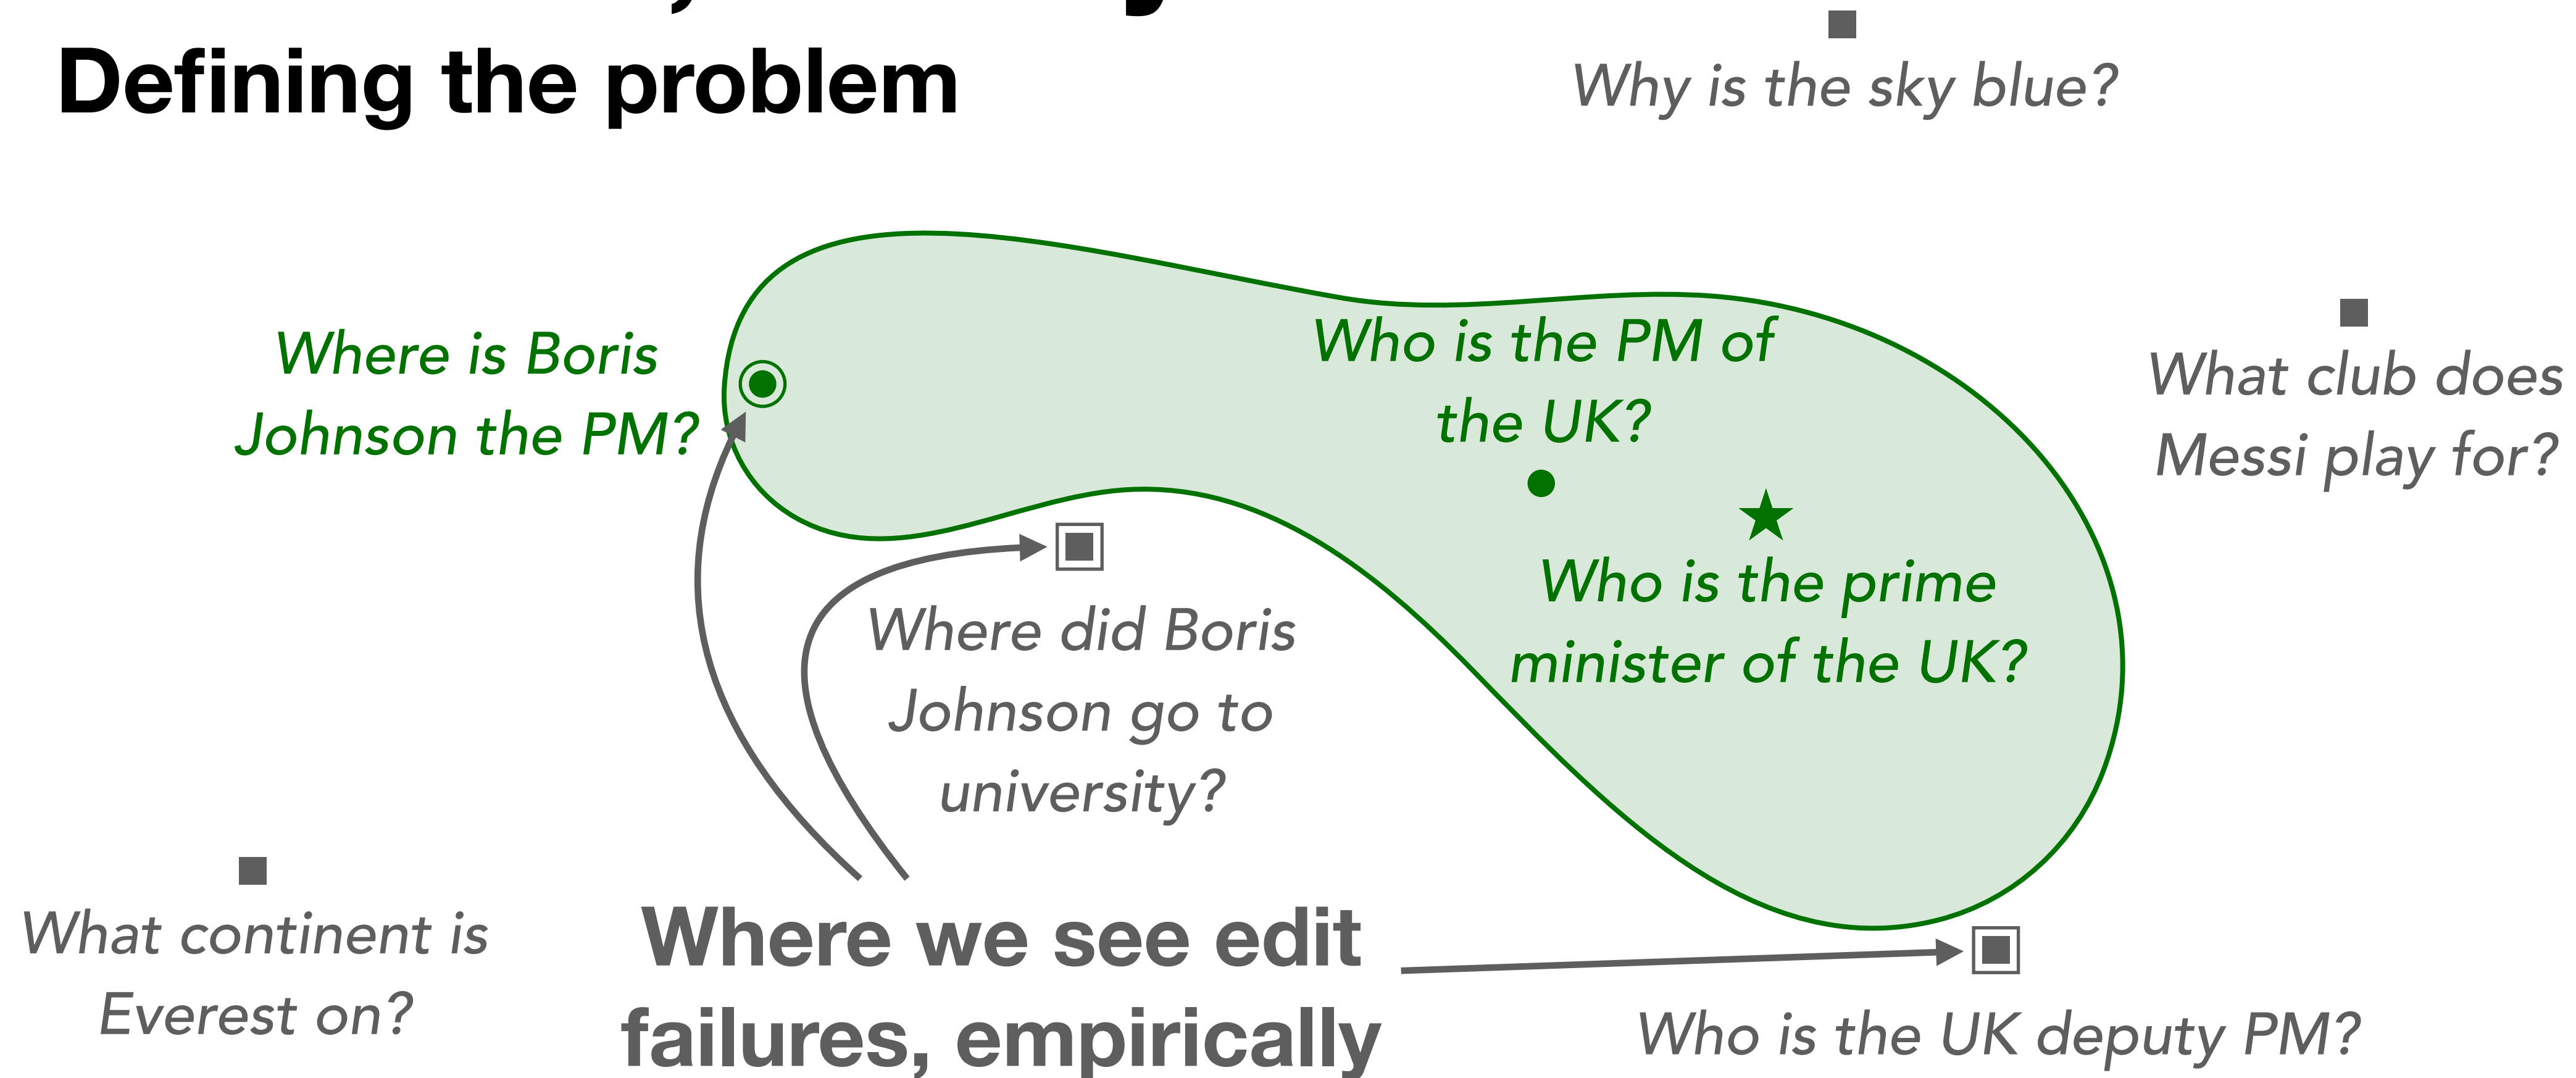 Defining the problem
Why is the sky blue?
Where is Boris
Johnson the PM?
Who is the PM of
the UK?
What club does
Messi play for?
Who is the prime
minister of the UK?
Where did Boris
Johnson go to
university?
What continent is
Everest on?
Where we see edit
failures, empirically
Who is the UK deputy PM?